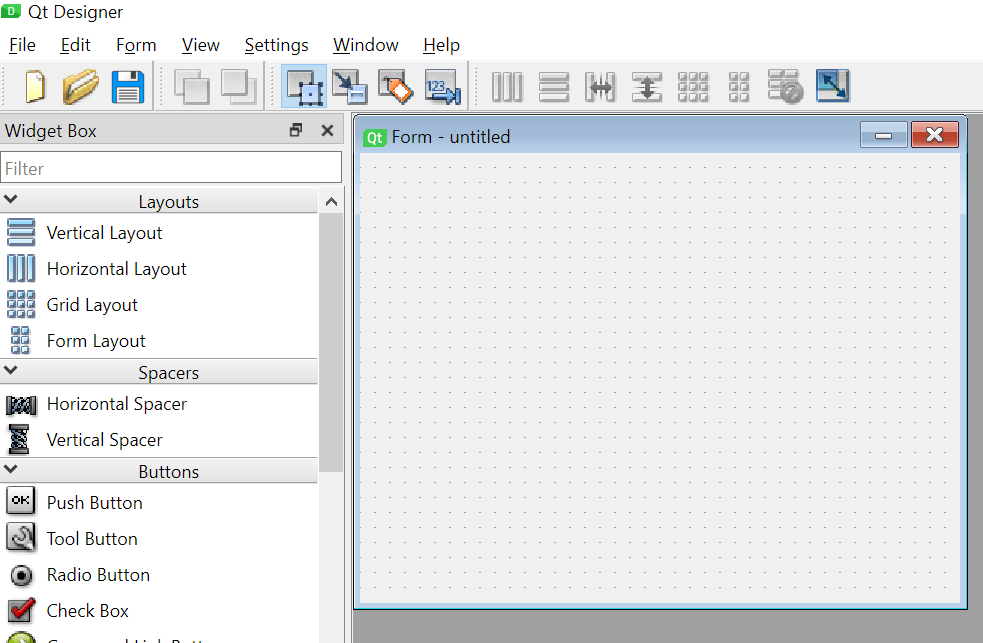 D Qt Designer
File Edit Form View Settings Window Help
123
Widget Box
Qt Form - untitled
Filter
Layouts
Vertical Layout
Horizontal Layout
Grid Layout
Form Layout
Spacers
Horizontal Spacer
Vertical Spacer
Buttons
OK Push Button
Tool Button
Radio Button
Check Box